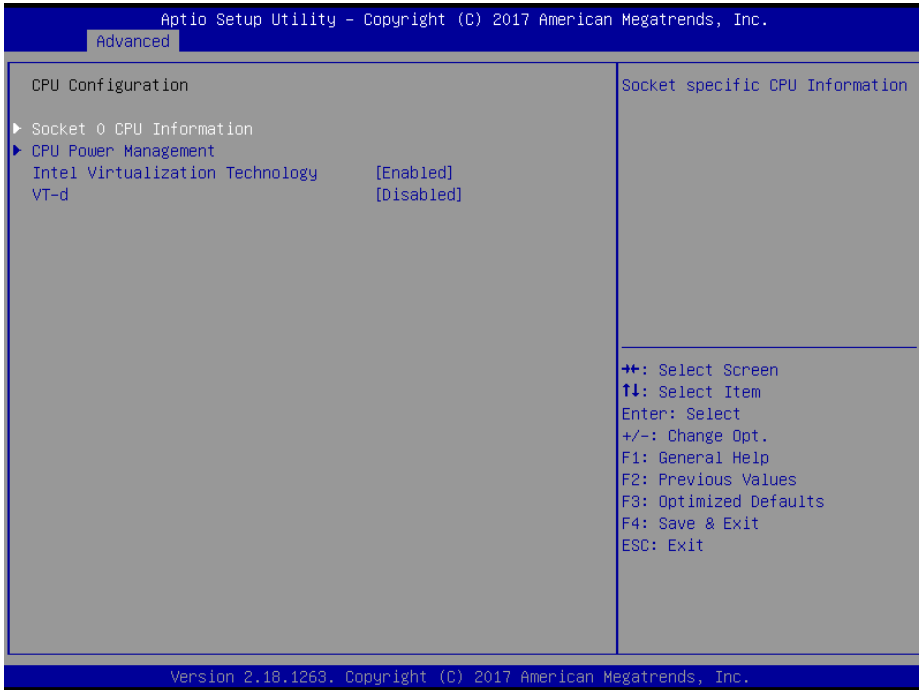 Aptio Setup Utility – Copyright (C) 2017 American Megatrends, Inc.
Advanced
CPU Configuration
Socket 0 CPU Information
CPU Power Management
Intel Virtualization Technology [Enabled]
VT-d [Disabled]
Socket specific CPU Information
→←: Select Screen
↑↓: Select Item
Enter: Select
+/-: Change Opt.
F1: General Help
F2: Previous Values
F3: Optimized Defaults
F4: Save & Exit
ESC: Exit
Version 2.18.1263. Copyright (C) 2017 American Megatrends, Inc.